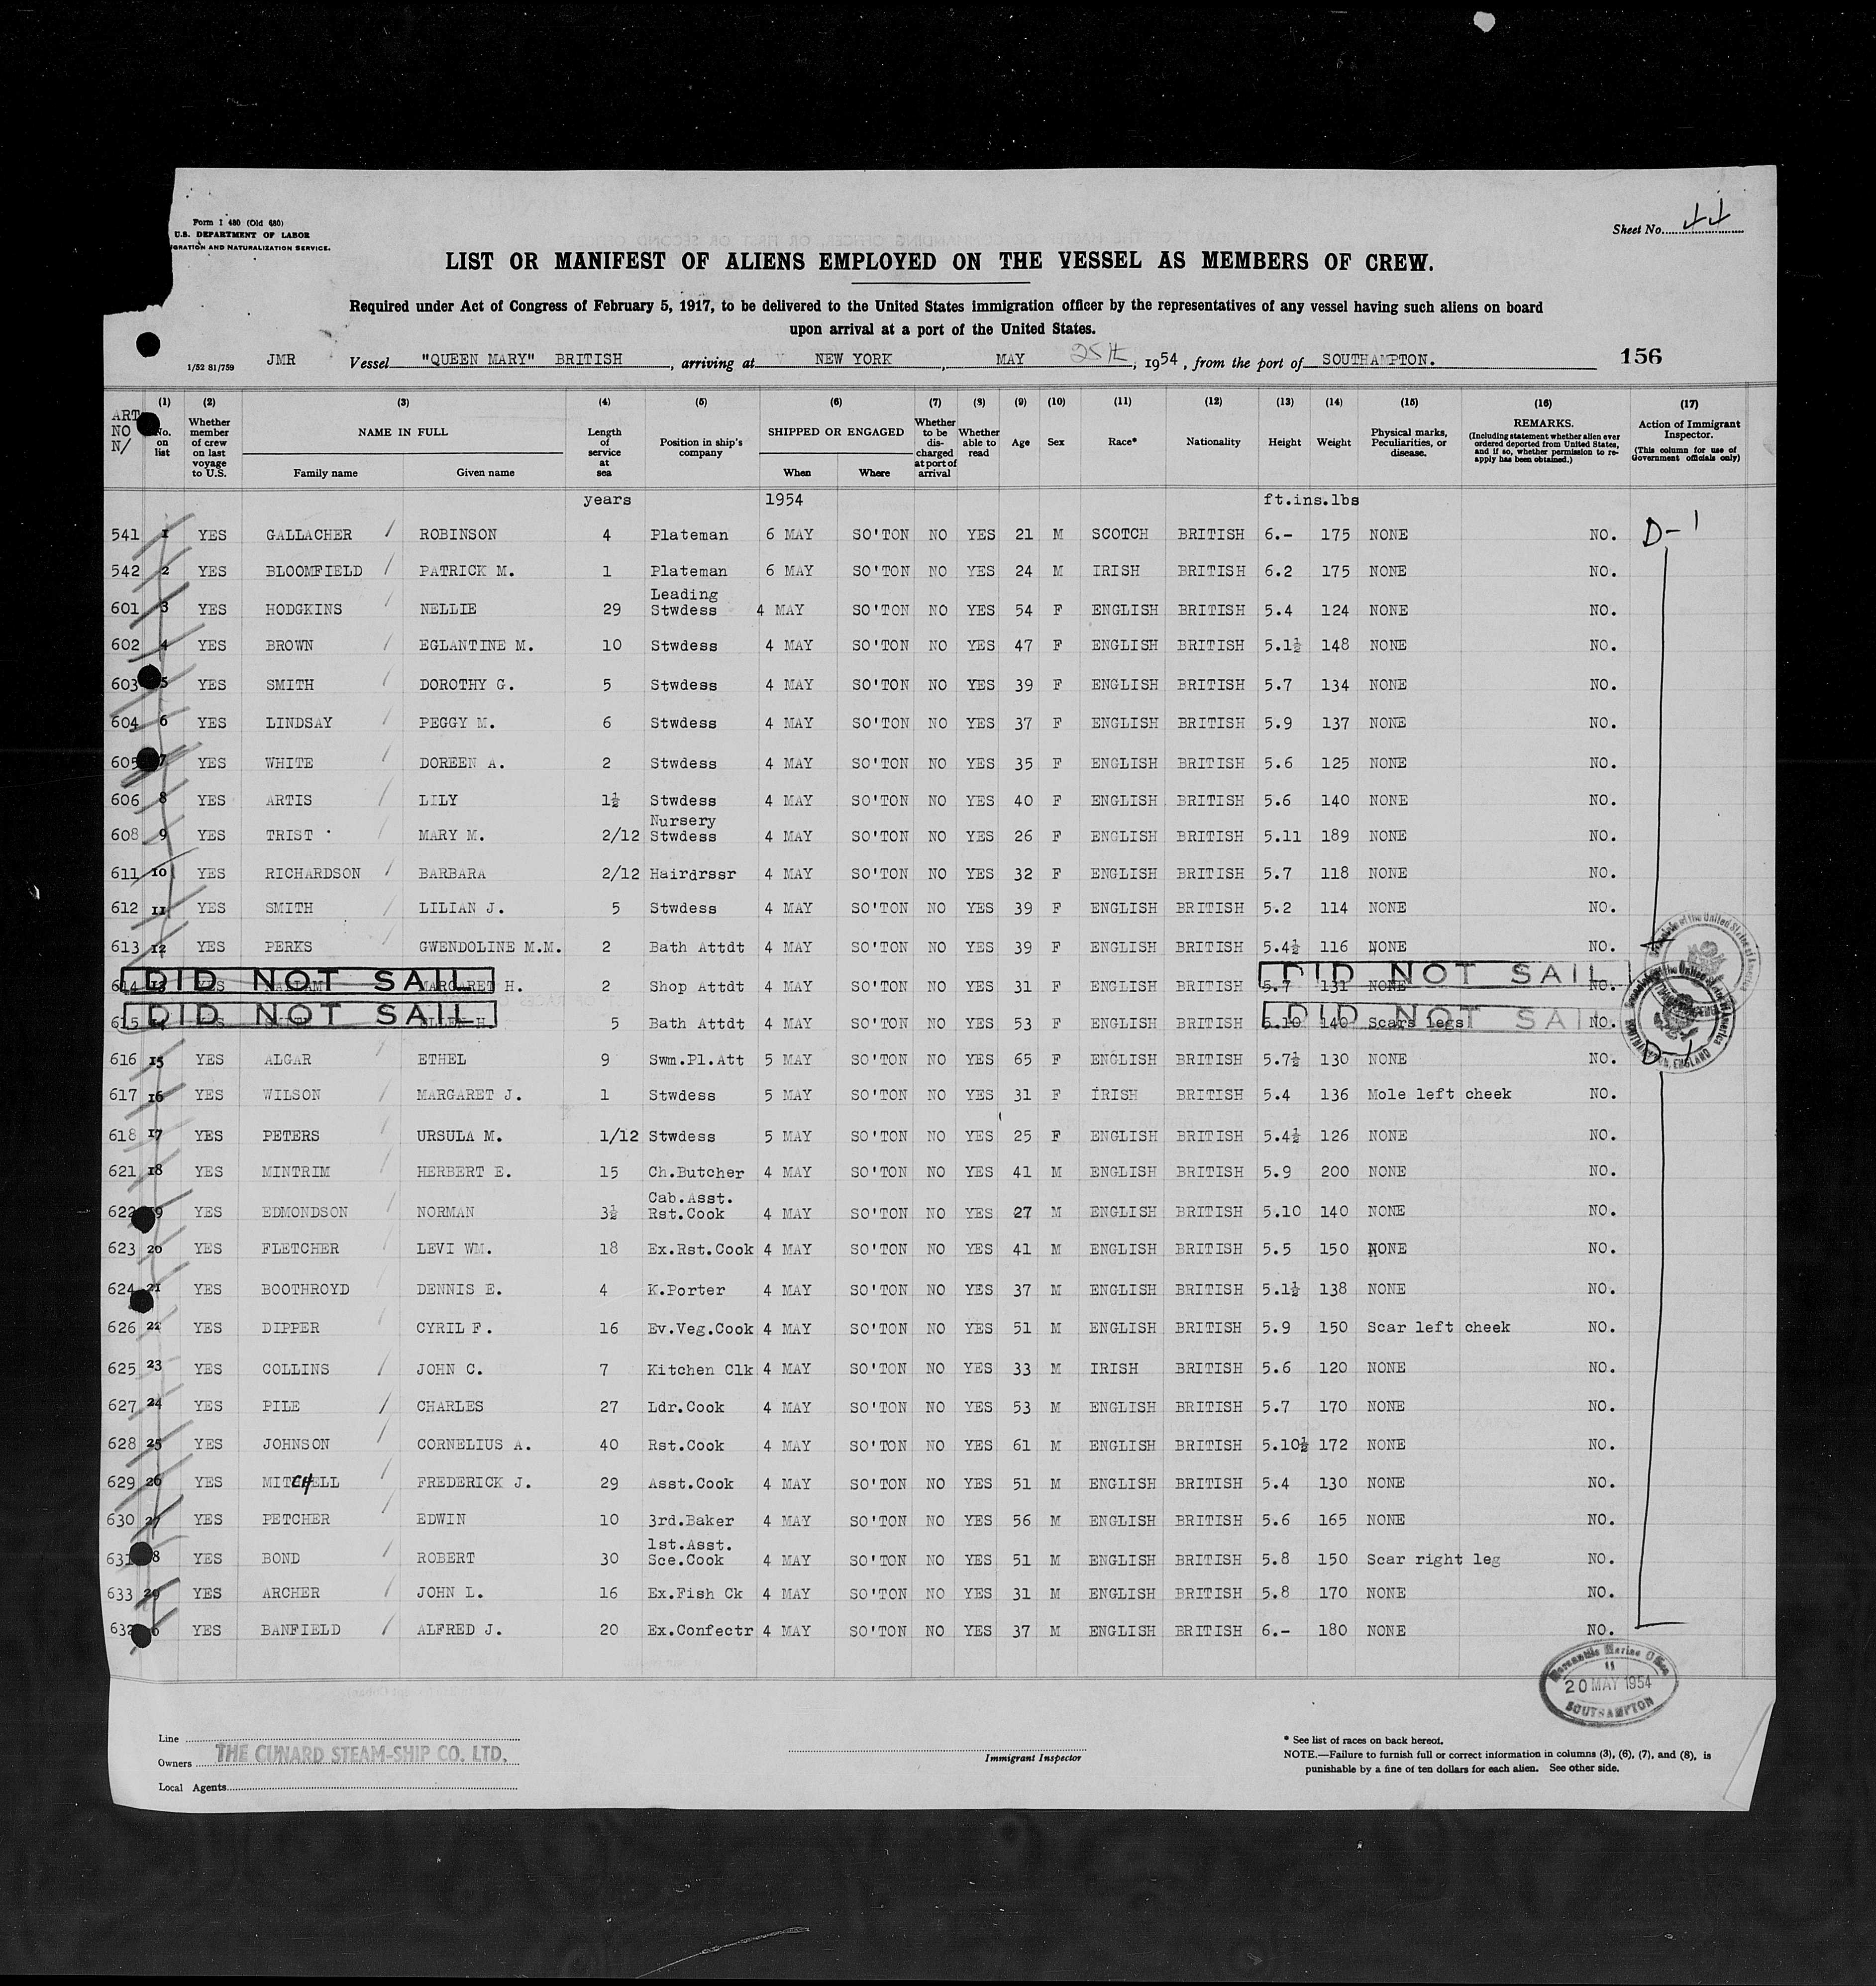 Form I 480 (Old 680)
U.S. DEPARTMENT OF LABOR
IGRATION AND NATURALIZATION SERVICE.
Sheet No. 11
LIST OR MANIFEST OF ALIENS EMPLOYED ON THE VESSEL AS MEMBERS OF CREW.
Required under Act of Congress of February 5, 1917, to be delivered to the United States immigration officer by the representatives of any vessel having such aliens on board
upon arrival at a port of the United States.
1/52 81/759 JMR Vessel "QUEEN MARY" BRITISH, arriving at NEW YORK, MAY 25th, 1954, from the port of SOUTHAMPTON. 156
ART NO N/ (1) No. on list (2) Whether member of crew on last voyage to U.S. (3) NAME IN FULL Family name Given name (4) Length of service at sea (5) Position in ship's company (6) SHIPPED OR ENGAGED When Where (7) Whether to be discharged at port of arrival (8) Whether able to read (9) Age (10) Sex (11) Race* (12) Nationality (13) Height (14) Weight (15) Physical marks, Peculiarities, or disease. (16) REMARKS. (Including statement whether alien ever ordered deported from United States, and if so, whether permission to re-apply has been obtained.) (17) Action of Immigrant Inspector. (This column for use of Government officials only)
years 1954 ft.ins.lbs
541 1 YES GALLACHER ROBINSON 4 Plateman 6 MAY SO'TON NO YES 21 M SCOTCH BRITISH 6.- 175 NONE NO. D-1
542 2 YES BLOOMFIELD PATRICK M. 1 Plateman 6 MAY SO'TON NO YES 24 M IRISH BRITISH 6.2 175 NONE NO.
601 3 YES HODGKINS NELLIE 29 Leading Stwdess 4 MAY SO'TON NO YES 54 F ENGLISH BRITISH 5.4 124 NONE NO.
602 4 YES BROWN EGLANTINE M. 10 Stwdess 4 MAY SO'TON NO YES 47 F ENGLISH BRITISH 5.1½ 148 NONE NO.
603 5 YES SMITH DOROTHY G. 5 Stwdess 4 MAY SO'TON NO YES 39 F ENGLISH BRITISH 5.7 134 NONE NO.
604 6 YES LINDSAY PEGGY M. 6 Stwdess 4 MAY SO'TON NO YES 37 F ENGLISH BRITISH 5.9 137 NONE NO.
605 7 YES WHITE DOREEN A. 2 Stwdess 4 MAY SO'TON NO YES 35 F ENGLISH BRITISH 5.6 125 NONE NO.
606 8 YES ARTIS LILY 1½ Stwdess 4 MAY SO'TON NO YES 40 F ENGLISH BRITISH 5.6 140 NONE NO.
608 9 YES TRIST MARY M. 2/12 Nursery Stwdess 4 MAY SO'TON NO YES 26 F ENGLISH BRITISH 5.11 189 NONE NO.
611 10 YES RICHARDSON BARBARA 2/12 Hairdrssr 4 MAY SO'TON NO YES 32 F ENGLISH BRITISH 5.7 118 NONE NO.
612 11 YES SMITH LILIAN J. 5 Stwdess 4 MAY SO'TON NO YES 39 F ENGLISH BRITISH 5.2 114 NONE NO.
613 12 YES PERKS GWENDOLINE M.M. 2 Bath Attdt 4 MAY SO'TON NO YES 39 F ENGLISH BRITISH 5.4½ 116 NONE NO.
DID NOT SAIL DID NOT SAIL
614 13 YES MARGARET H. 2 Shop Attdt 4 MAY SO'TON NO YES 31 F ENGLISH BRITISH 5.7 131 NONE NO.
DID NOT SAIL DID NOT SAIL
615 14 5 Bath Attdt 4 MAY SO'TON NO YES 53 F ENGLISH BRITISH 5.10 140 Scars legs NO.
616 15 YES ALGAR ETHEL 9 Swm.Pl.Att 5 MAY SO'TON NO YES 65 F ENGLISH BRITISH 5.7½ 130 NONE NO. D-1
617 16 YES WILSON MARGARET J. 1 Stwdess 5 MAY SO'TON NO YES 31 F IRISH BRITISH 5.4 136 Mole left cheek NO.
618 17 YES PETERS URSULA M. 1/12 Stwdess 5 MAY SO'TON NO YES 25 F ENGLISH BRITISH 5.4½ 126 NONE NO.
621 18 YES MINTRIM HERBERT E. 15 Ch.Butcher 4 MAY SO'TON NO YES 41 M ENGLISH BRITISH 5.9 200 NONE NO.
622 19 YES EDMONDSON NORMAN 3½ Cab.Asst. Rst.Cook 4 MAY SO'TON NO YES 27 M ENGLISH BRITISH 5.10 140 NONE NO.
623 20 YES FLETCHER LEVI WM. 18 Ex.Rst.Cook 4 MAY SO'TON NO YES 41 M ENGLISH BRITISH 5.5 150 NONE NO.
624 21 YES BOOTHROYD DENNIS E. 4 K.Porter 4 MAY SO'TON NO YES 37 M ENGLISH BRITISH 5.1½ 138 NONE NO.
626 22 YES DIPPER CYRIL F. 16 Ev.Veg.Cook 4 MAY SO'TON NO YES 51 M ENGLISH BRITISH 5.9 150 Scar left cheek NO.
625 23 YES COLLINS JOHN C. 7 Kitchen Clk 4 MAY SO'TON NO YES 33 M IRISH BRITISH 5.6 120 NONE NO.
627 24 YES PILE CHARLES 27 Ldr.Cook 4 MAY SO'TON NO YES 53 M ENGLISH BRITISH 5.7 170 NONE NO.
628 25 YES JOHNSON CORNELIUS A. 40 Rst.Cook 4 MAY SO'TON NO YES 61 M ENGLISH BRITISH 5.10½ 172 NONE NO.
629 26 YES MITCHELL FREDERICK J. 29 Asst.Cook 4 MAY SO'TON NO YES 51 M ENGLISH BRITISH 5.4 130 NONE NO.
630 27 YES PETCHER EDWIN 10 3rd.Baker 4 MAY SO'TON NO YES 56 M ENGLISH BRITISH 5.6 165 NONE NO.
631 8 YES BOND ROBERT 30 1st.Asst. Sce.Cook 4 MAY SO'TON NO YES 51 M ENGLISH BRITISH 5.8 150 Scar right leg NO.
633 29 YES ARCHER JOHN L. 16 Ex.Fish Ck 4 MAY SO'TON NO YES 31 M ENGLISH BRITISH 5.8 170 NONE NO.
632 YES BANFIELD ALFRED J. 20 Ex.Confectr 4 MAY SO'TON NO YES 37 M ENGLISH BRITISH 6.- 180 NONE NO.
Mercantile Marine Office
11
20 MAY 1954
SOUTHAMPTON
Line
Owners THE CUNARD STEAM-SHIP CO. LTD.
Local Agents
Immigrant Inspector
* See list of races on back hereof.
NOTE.—Failure to furnish full or correct information in columns (3), (6), (7), and (8), is
punishable by a fine of ten dollars for each alien. See other side.